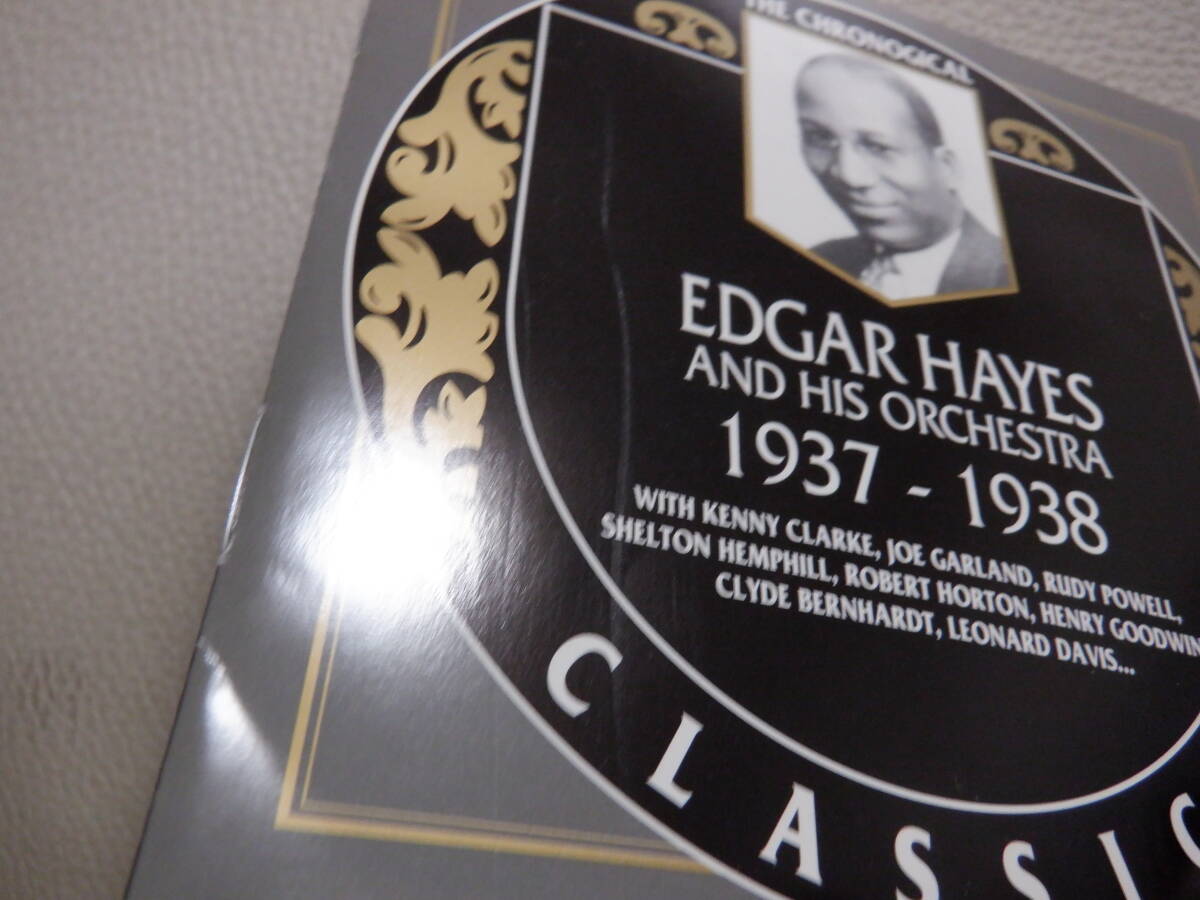 THE CHRONOGICAL
EDGAR HAYES
AND HIS ORCHESTRA
1937 - 1938
WITH KENNY CLARKE, JOE GARLAND, RUDY POWELL,
SHELTON HEMPHILL, ROBERT HORTON, HENRY GOODWIN
CLYDE BERNHARDT, LEONARD DAVIS...
CLASSIC